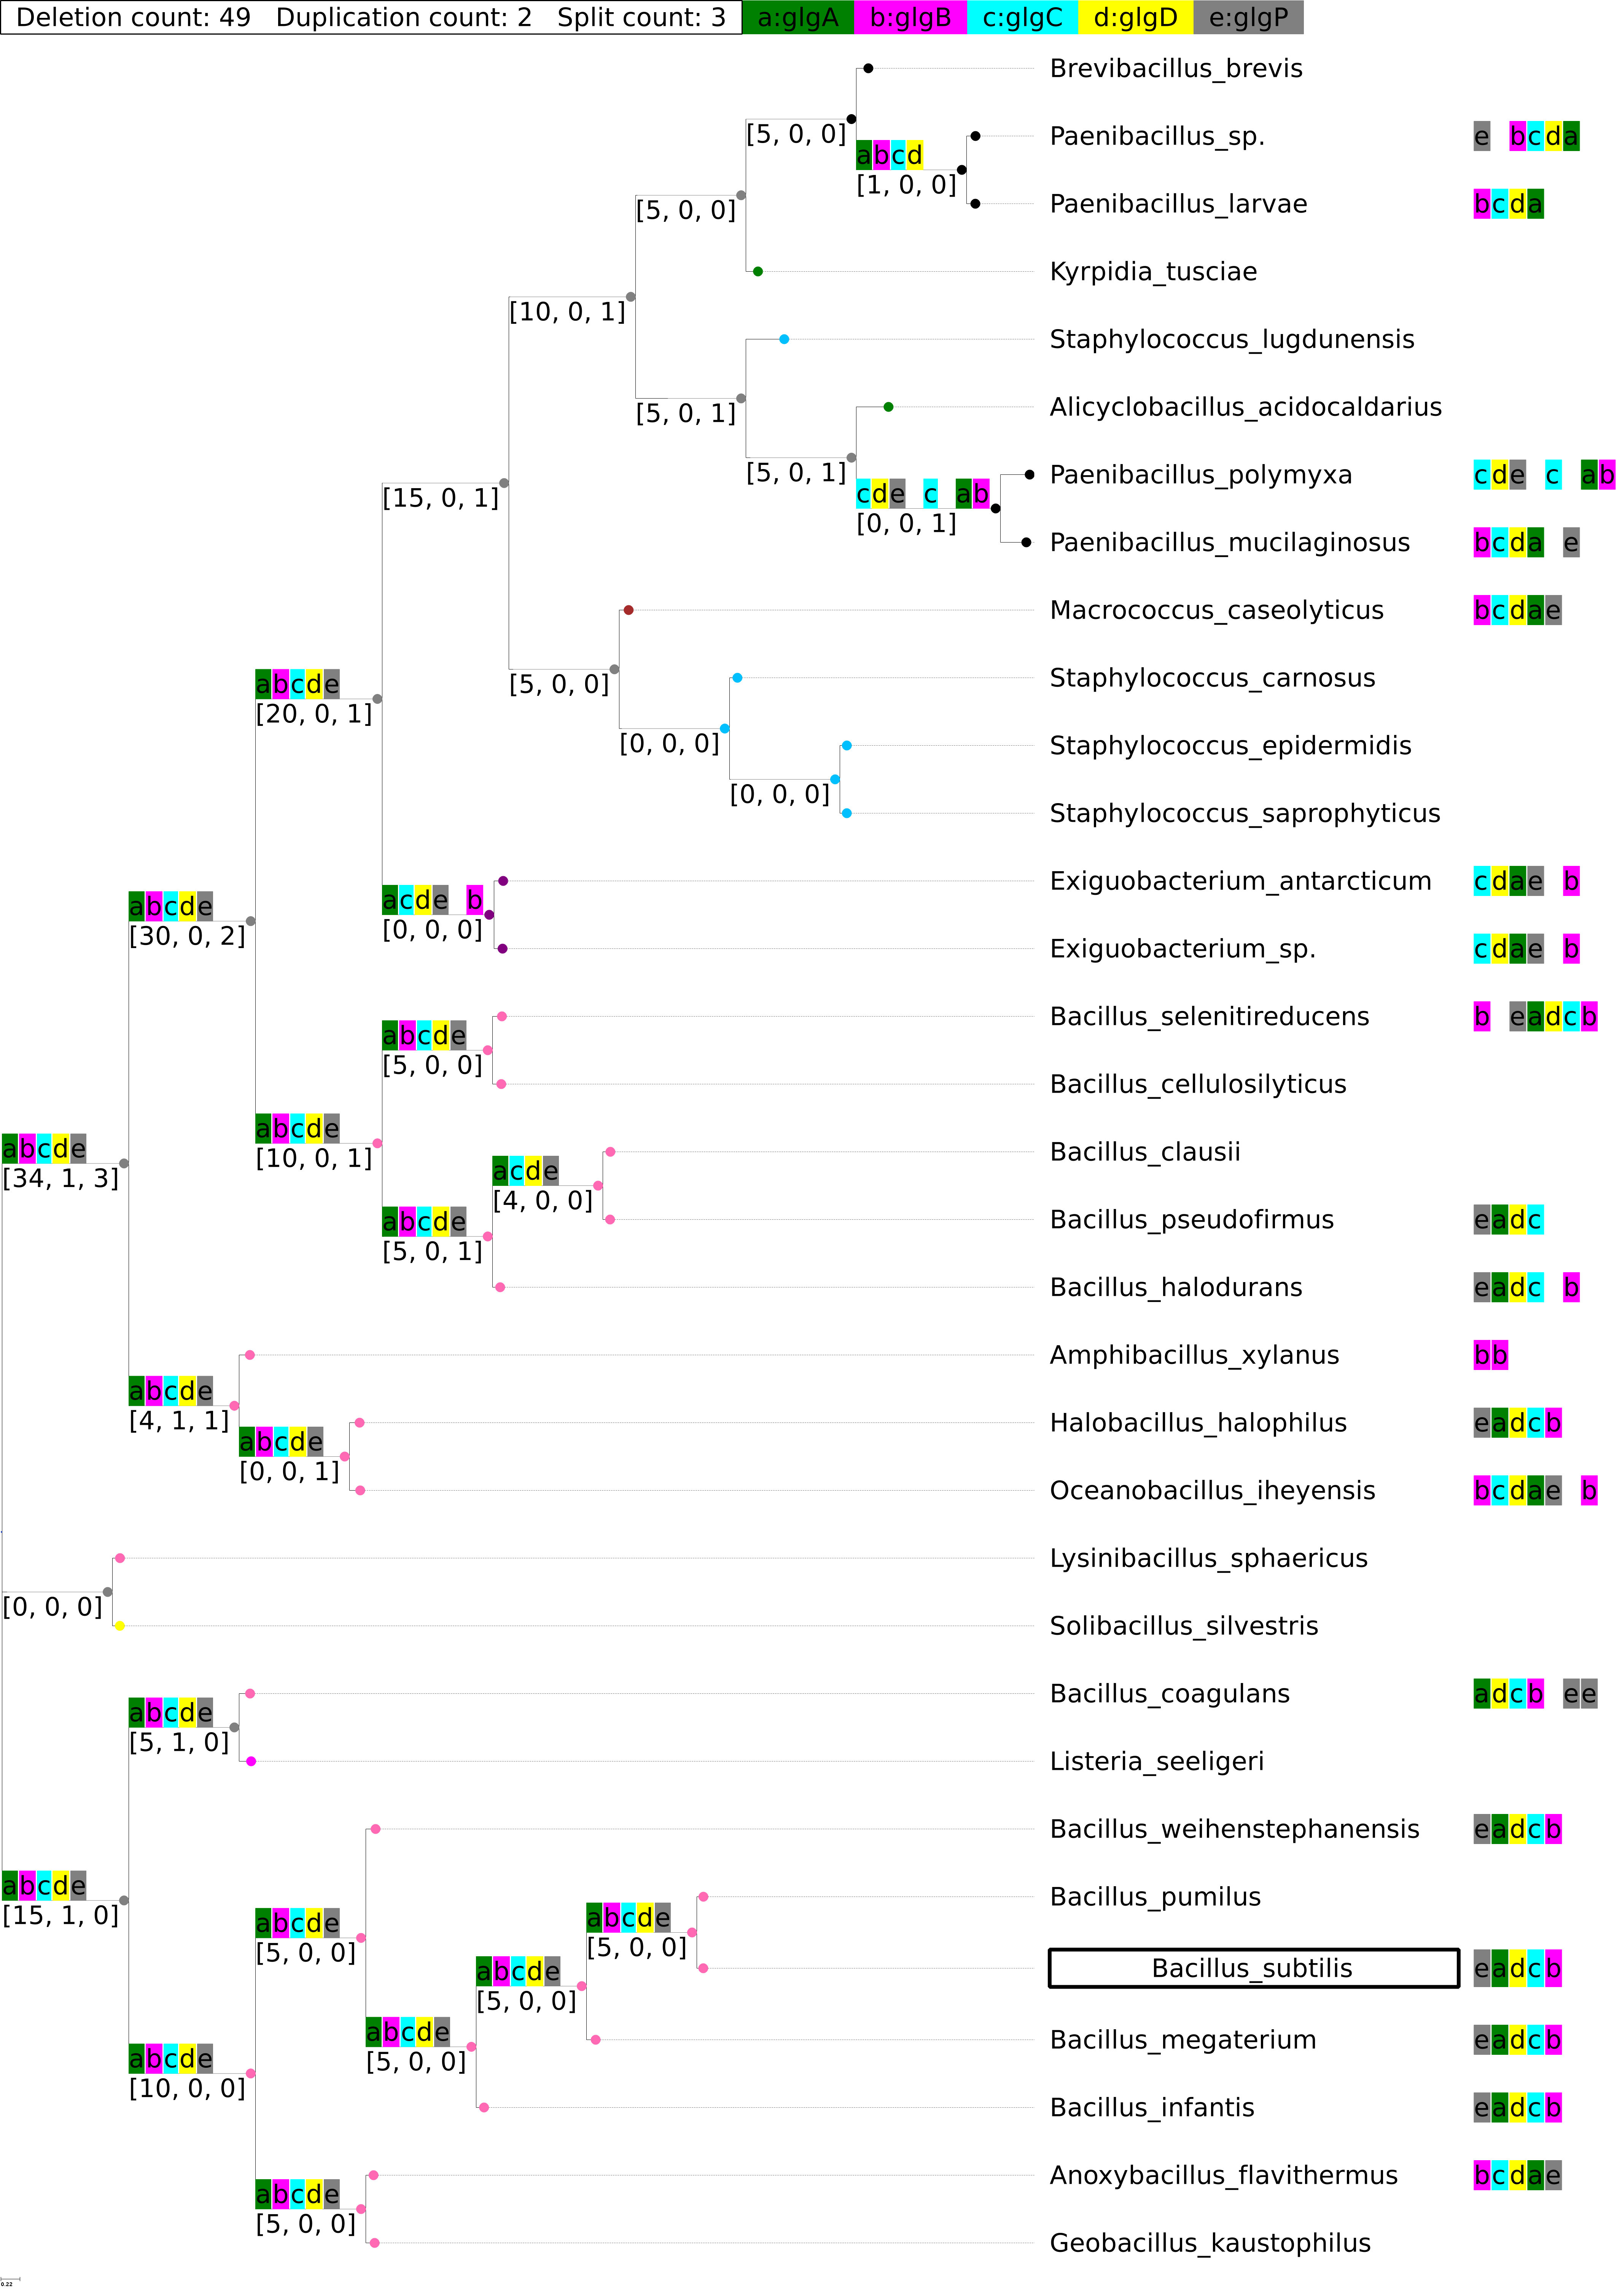 Deletion count: 49 Duplication count: 2 Split count: 3 a:glgA b:glgB c:glgC d:glgD e:glgP
Brevibacillus_brevis
[5, 0, 0]
Paenibacillus_sp. e bcda
abcd
[1, 0, 0]
Paenibacillus_larvae bcda
[5, 0, 0]
Kyrpidia_tusciae
[10, 0, 1]
Staphylococcus_lugdunensis
[5, 0, 1]
Alicyclobacillus_acidocaldarius
[5, 0, 1]
Paenibacillus_polymyxa cde c ab
cde c ab
[15, 0, 1]
[0, 0, 1]
Paenibacillus_mucilaginosus bcda e
Macrococcus_caseolyticus bcdae
Staphylococcus_carnosus
abcde
[5, 0, 0]
[20, 0, 1]
Staphylococcus_epidermidis
[0, 0, 0]
[0, 0, 0]
Staphylococcus_saprophyticus
Exiguobacterium_antarcticum cdae b
acde b
abcde
[0, 0, 0]
[30, 0, 2]
Exiguobacterium_sp. cdae b
Bacillus_selenitireducens b eadcb
abcde
[5, 0, 0]
Bacillus_cellulosilyticus
abcde
abcde
[10, 0, 1]
Bacillus_clausii
acde
[34, 1, 3]
[4, 0, 0]
Bacillus_pseudofirmus eadc
abcde
[5, 0, 1]
Bacillus_halodurans eadc b
Amphibacillus_xylanus bb
abcde
[4, 1, 1]
Halobacillus_halophilus eadcb
abcde
[0, 0, 1]
Oceanobacillus_iheyensis bcdae b
Lysinibacillus_sphaericus
[0, 0, 0]
Solibacillus_silvestris
Bacillus_coagulans adcb ee
abcde
[5, 1, 0]
Listeria_seeligeri
Bacillus_weihenstephanensis eadcb
abcde
[15, 1, 0]
Bacillus_pumilus
abcde
abcde
[5, 0, 0]
[5, 0, 0]
Bacillus_subtilis eadcb
abcde
[5, 0, 0]
abcde
Bacillus_megaterium eadcb
abcde
[5, 0, 0]
[10, 0, 0]
Bacillus_infantis eadcb
Anoxybacillus_flavithermus bcdae
abcde
[5, 0, 0]
Geobacillus_kaustophilus
0.22